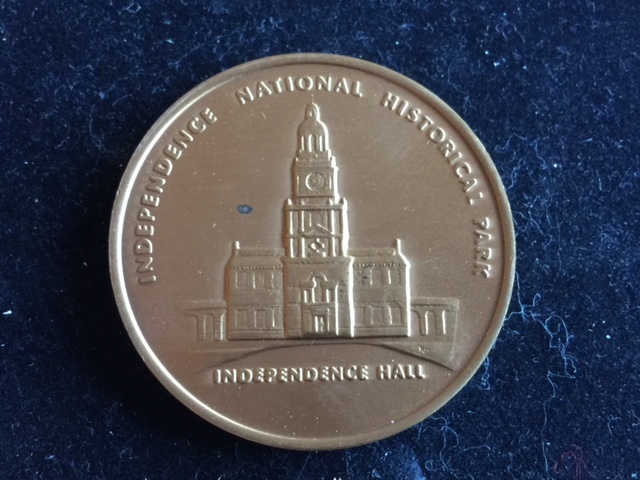 INDEPENDENCE NATIONAL HISTORICAL PARK
INDEPENDENCE HALL